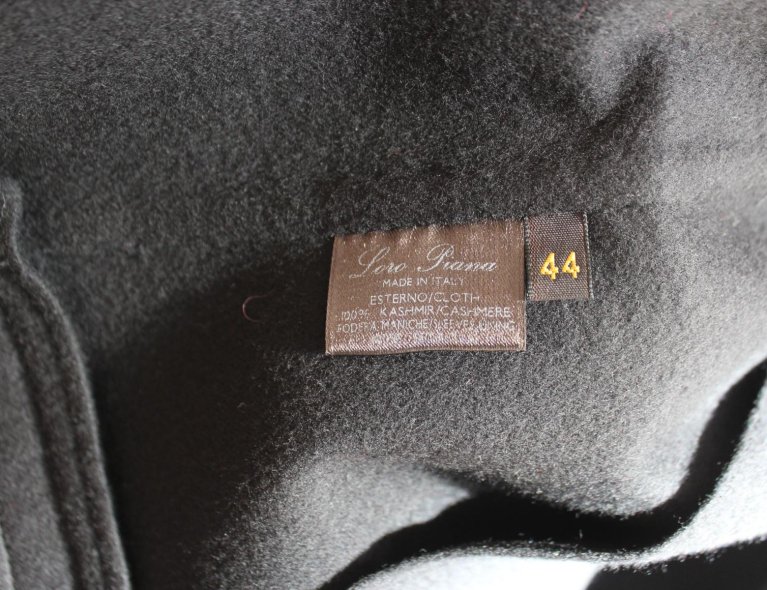 Loro Piana
MADE IN ITALY
ESTERNO/CLOTH
100% KASHMIR/CASHMERE
FODERA MANICHE/SLEEVES LINING
44